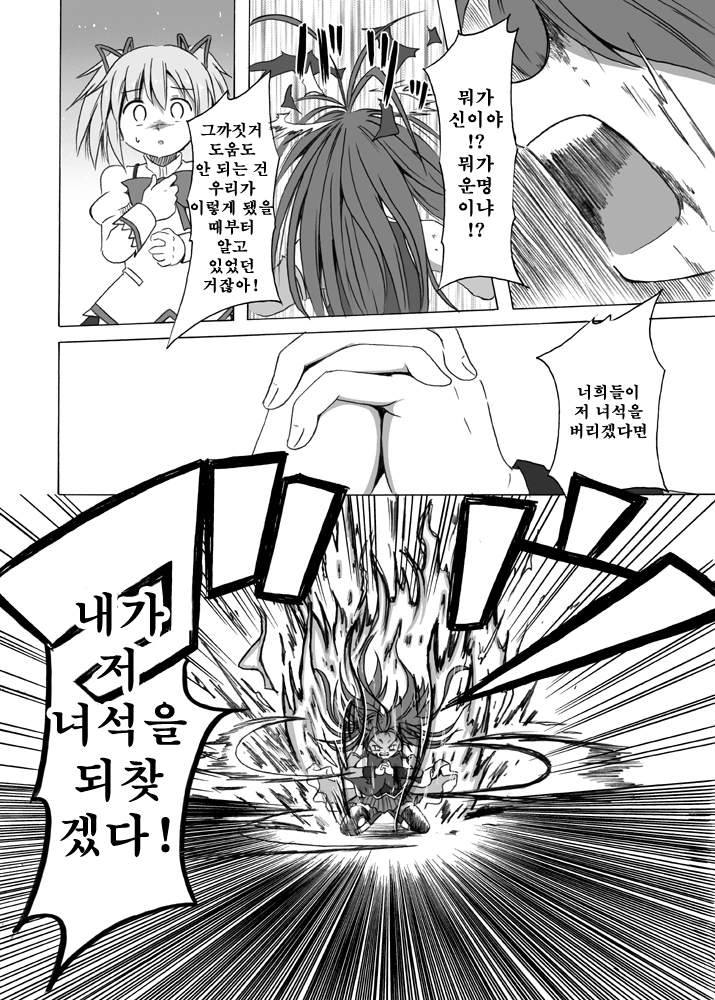 뭐가
신이야
!?
뭐가
운명
이냐
!?
그까짓거
도움도
안 되는 건
우리가
이렇게 됐을
때부터
알고
있었던
거잖아!
너희들이
저 녀석을
버리겠다면
내가
저
녀석을
되찾
겠다!